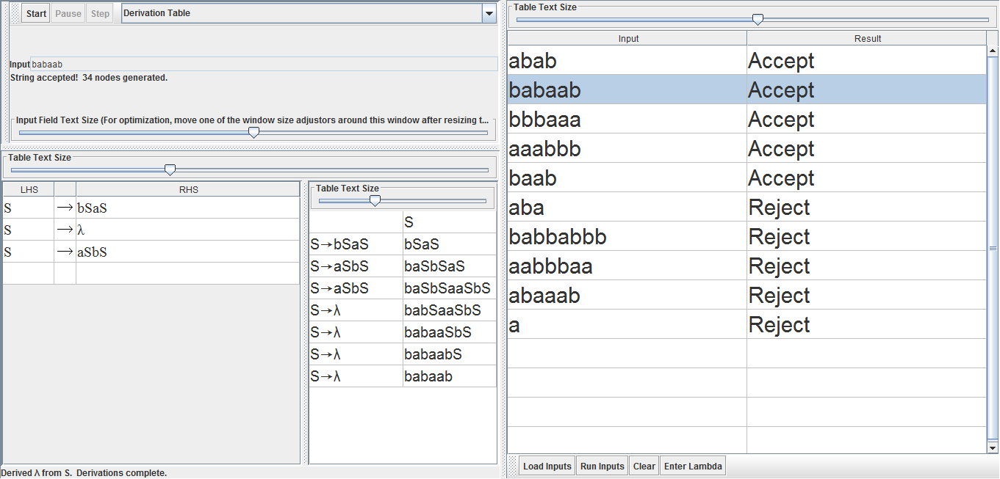 Start Pause Step Derivation Table
Input babaab
String accepted! 34 nodes generated.
Input Field Text Size (For optimization, move one of the window size adjustors around this window after resizing t...
Table Text Size
LHS RHS
S → bSaS
S → λ
S → aSbS
Table Text Size
S
S→bSaS bSaS
S→aSbS baSbSaS
S→aSbS baSbSaaSbS
S→λ babSaaSbS
S→λ babaaSbS
S→λ babaabS
S→λ babaab
Derived λ from S. Derivations complete.
Table Text Size
Input Result
abab Accept
babaab Accept
bbbaaa Accept
aaabbb Accept
baab Accept
aba Reject
babbabbb Reject
aabbbaa Reject
abaaab Reject
a Reject
Load Inputs Run Inputs Clear Enter Lambda